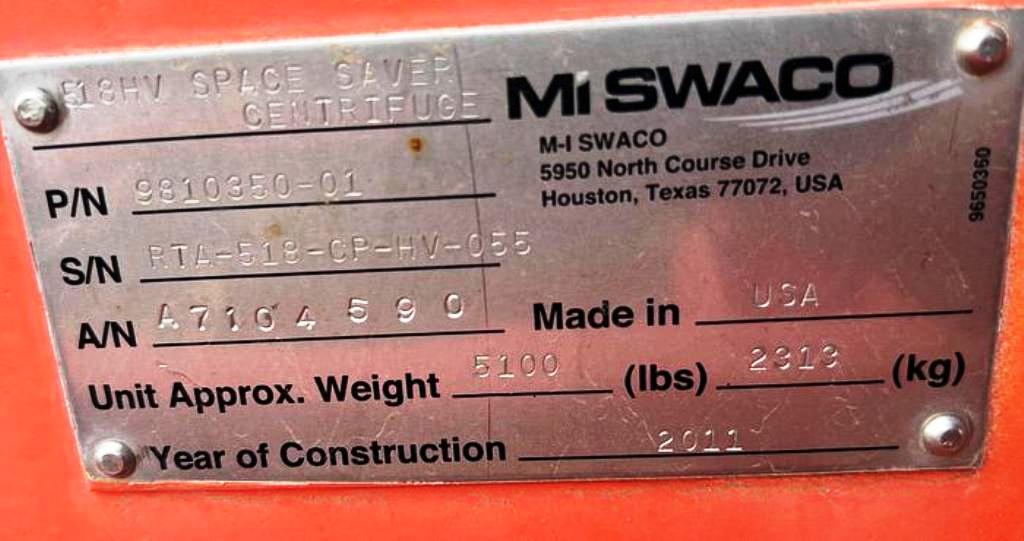 518HV SPACE SAVER
CENTRIFUGE
Mi SWACO
M-I SWACO
5950 North Course Drive
Houston, Texas 77072, USA
9650360
P/N 9810350-01
S/N RTA-518-CP-HV-055
A/N A7104590
Made in USA
Unit Approx. Weight 5100 (lbs) 2313 (kg)
Year of Construction 2011